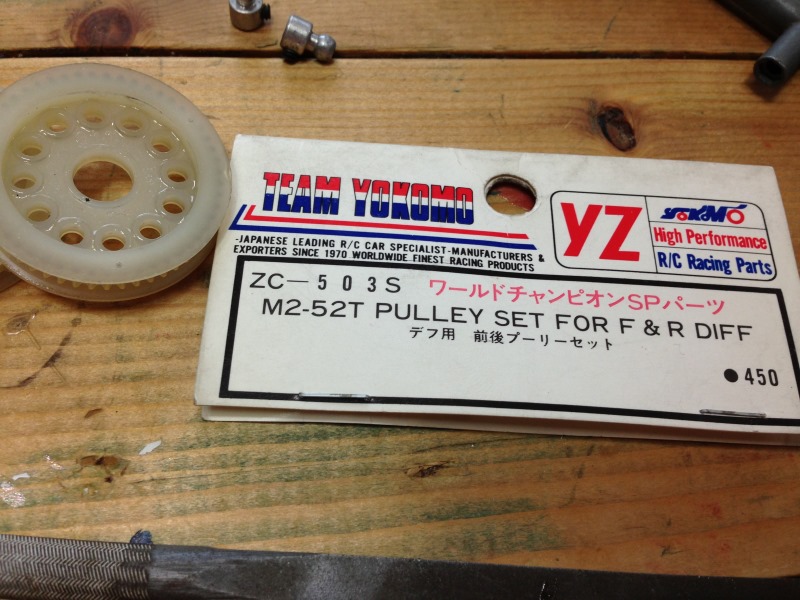 TEAM YOKOMO
-JAPANESE LEADING R/C CAR SPECIALIST-MANUFACTURERS &
EXPORTERS SINCE 1970 WORLDWIDE FINEST RACING PRODUCTS
YZ
YOKOMO
High Performance
R/C Racing Parts
ZC-503S ワールドチャンピオンSPパーツ
M2-52T PULLEY SET FOR F & R DIFF
デフ用 前後プーリーセット
●450